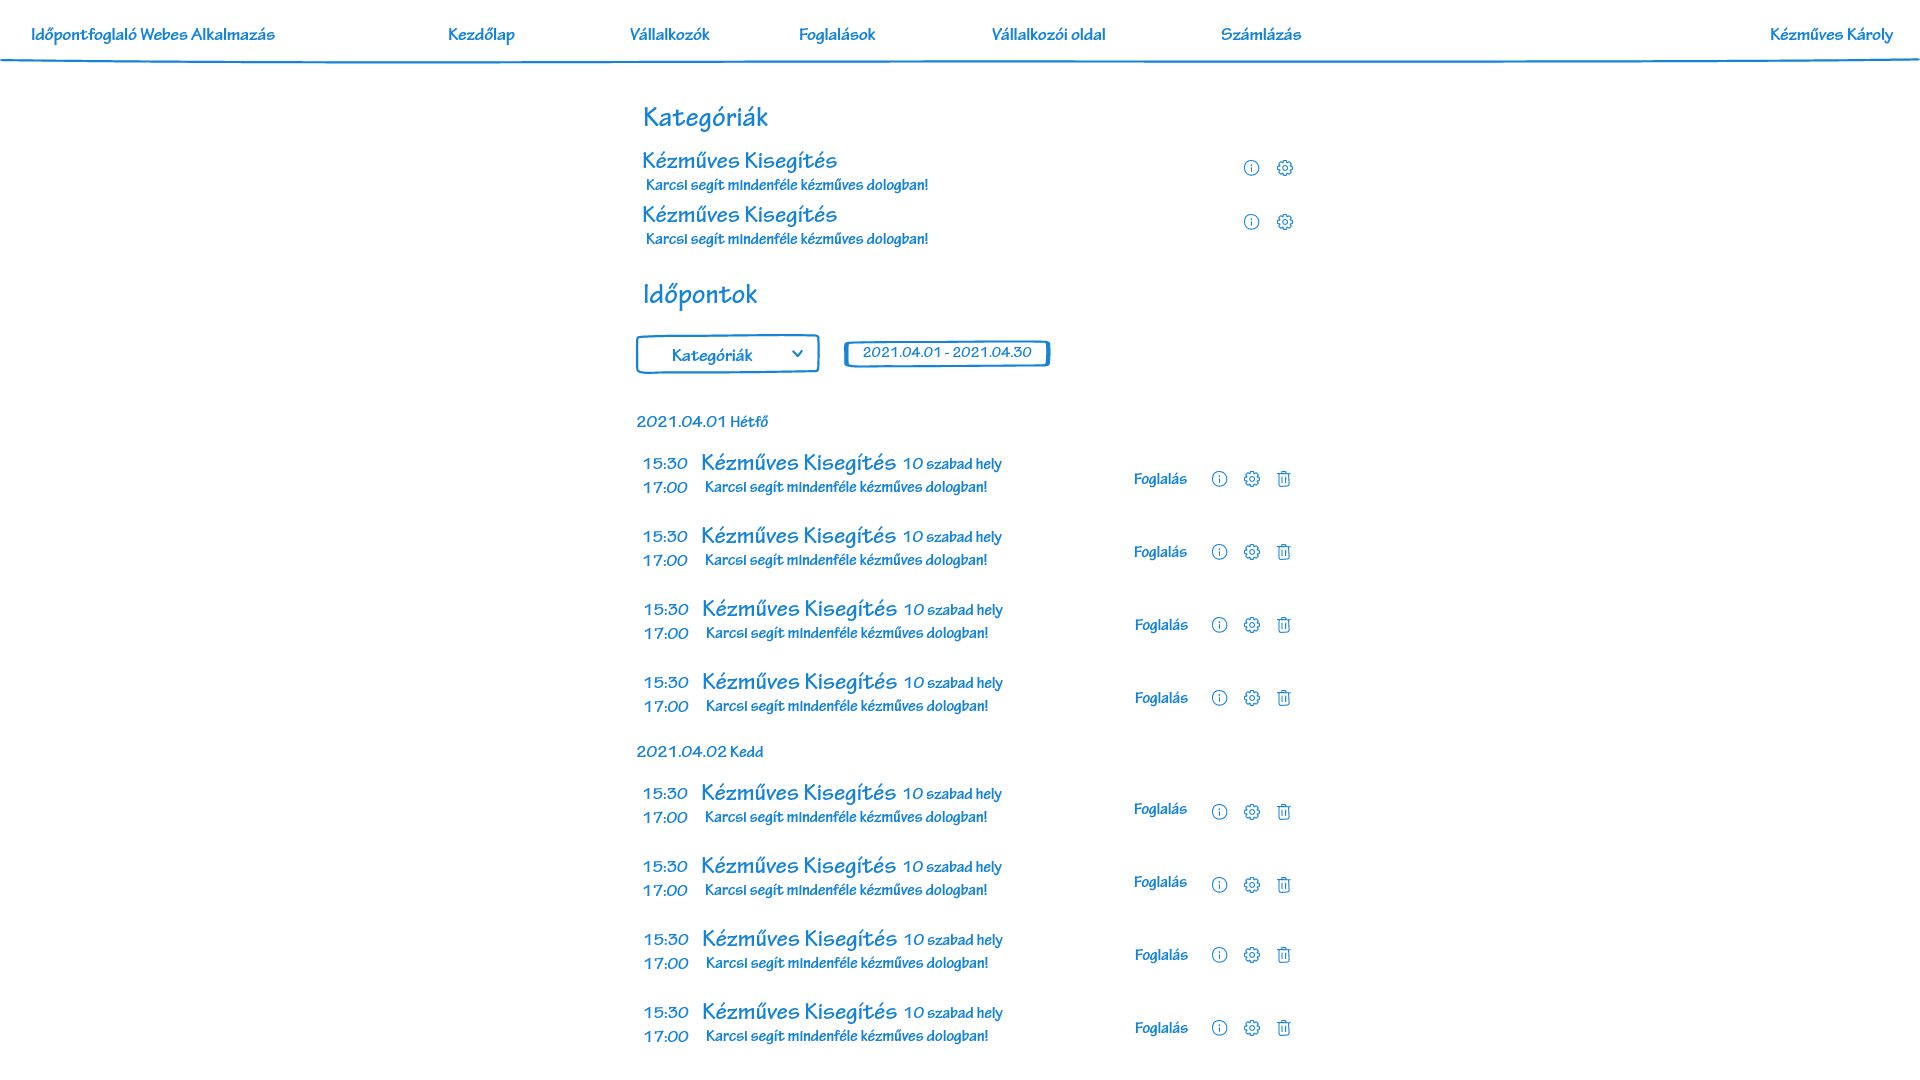 Időpontfoglaló Webes Alkalmazás Kezdőlap Vállalkozók Foglalások Vállalkozói oldal Számlázás Kézműves Károly
Kategóriák
Kézműves Kisegítés
Karcsi segít mindenféle kézműves dologban!
Kézműves Kisegítés
Karcsi segít mindenféle kézműves dologban!
Időpontok
Kategóriák 2021.04.01 - 2021.04.30
2021.04.01 Hétfő
15:30 Kézműves Kisegítés 10 szabad hely
Foglalás
17:00 Karcsi segít mindenféle kézműves dologban!
15:30 Kézműves Kisegítés 10 szabad hely
Foglalás
17:00 Karcsi segít mindenféle kézműves dologban!
15:30 Kézműves Kisegítés 10 szabad hely
Foglalás
17:00 Karcsi segít mindenféle kézműves dologban!
15:30 Kézműves Kisegítés 10 szabad hely
Foglalás
17:00 Karcsi segít mindenféle kézműves dologban!
2021.04.02 Kedd
15:30 Kézműves Kisegítés 10 szabad hely
Foglalás
17:00 Karcsi segít mindenféle kézműves dologban!
15:30 Kézműves Kisegítés 10 szabad hely
Foglalás
17:00 Karcsi segít mindenféle kézműves dologban!
15:30 Kézműves Kisegítés 10 szabad hely
Foglalás
17:00 Karcsi segít mindenféle kézműves dologban!
15:30 Kézműves Kisegítés 10 szabad hely
Foglalás
17:00 Karcsi segít mindenféle kézműves dologban!